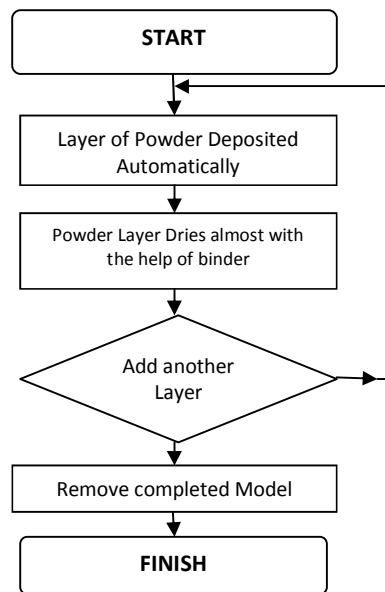 START
Layer of Powder Deposited
Automatically
Powder Layer Dries almost with
the help of binder
Add another
Layer
Remove completed Model
FINISH